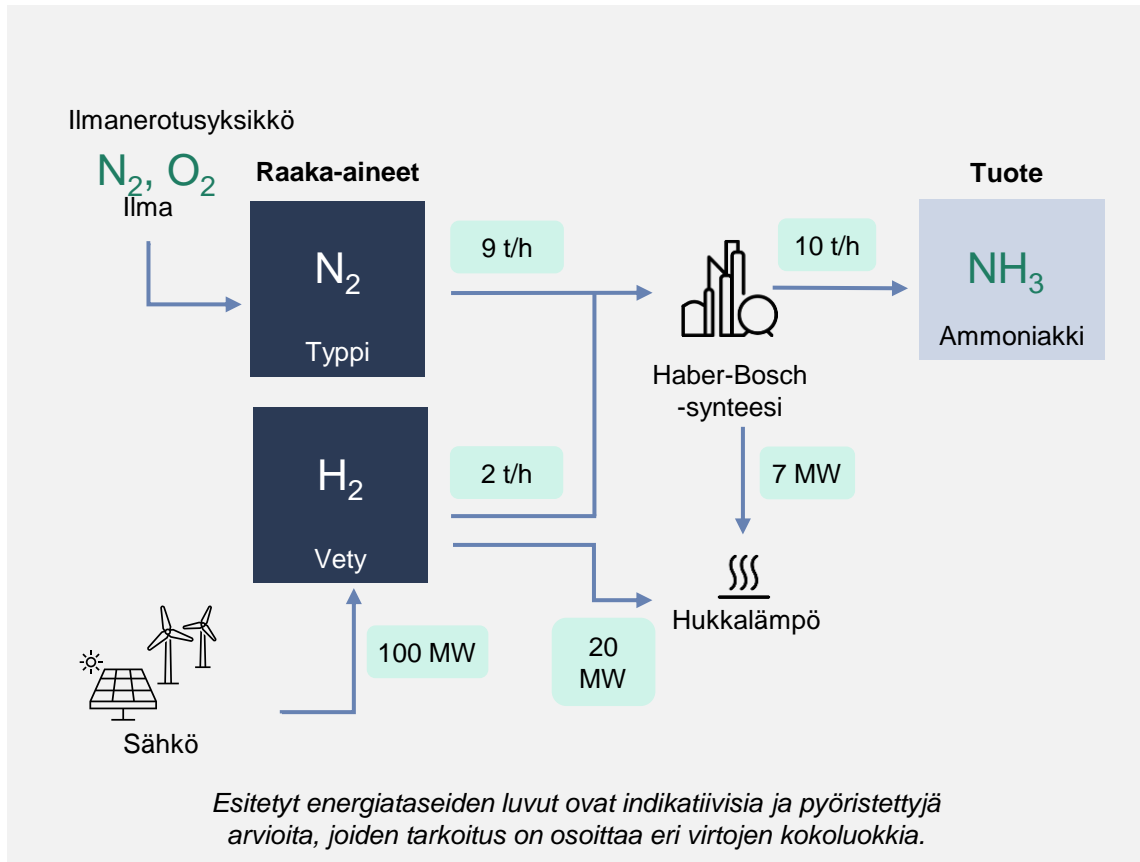 Ilmanerotusyksikkö
N₂, O₂
Ilma
Raaka-aineet
N₂
Typpi
9 t/h
H₂
Vety
2 t/h
Sähkö
100 MW
20
MW
Haber-Bosch
-synteesi
7 MW
Hukkalämpö
10 t/h
Tuote
NH₃
Ammoniakki
Esitetyt energiataseiden luvut ovat indikatiivisia ja pyöristettyjä
arvioita, joiden tarkoitus on osoittaa eri virtojen kokoluokkia.